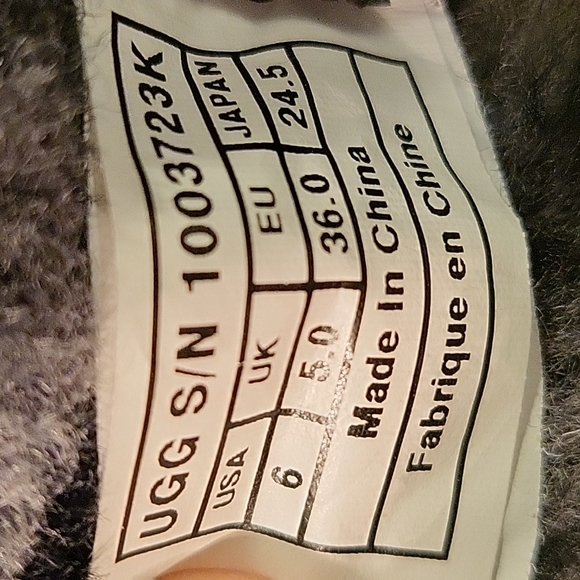 UGG S/N 1003723K
USA UK EU JAPAN
6 5.0 36.0 24.5
Made In China
Fabrique en Chine